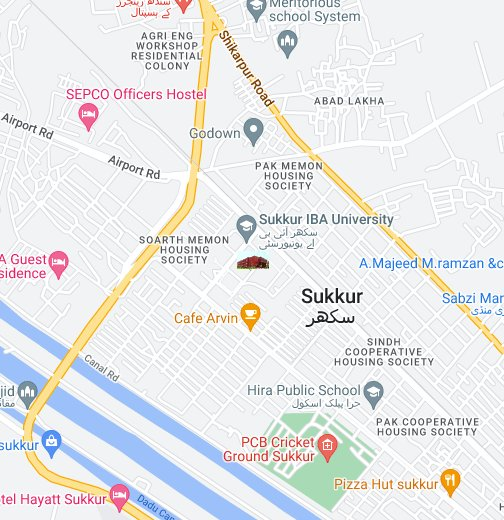 سندھ رینجرز
کے ہسپتال
Meritorious
school System
AGRI ENG
WORKSHOP
RESIDENTIAL
COLONY
Shikarpur Road
SEPCO Officers Hostel
ABAD LAKHA
Airport Rd
Godown
Airport Rd
PAK MEMON
HOUSING
SOCIETY
Sukkur IBA University
سکھر آئی بی
اے یونیورسٹی
SOARTH MEMON
HOUSING
SOCIETY
A Guest
sidence
A.Majeed M.ramzan &c
Sukkur
سکھر
Sabzi Mar
ی منڈی
Cafe Arvin
SINDH
COOPERATIVE
HOUSING SOCIETY
Canal Rd
Hira Public School
حرا پبلک اسکول
jid
PAK COOPERATIVE
HOUSING SOCIETY
sukkur
PCB Cricket
Ground Sukkur
Pizza Hut sukkur
tel Hayatt Sukkur
Dadu Can